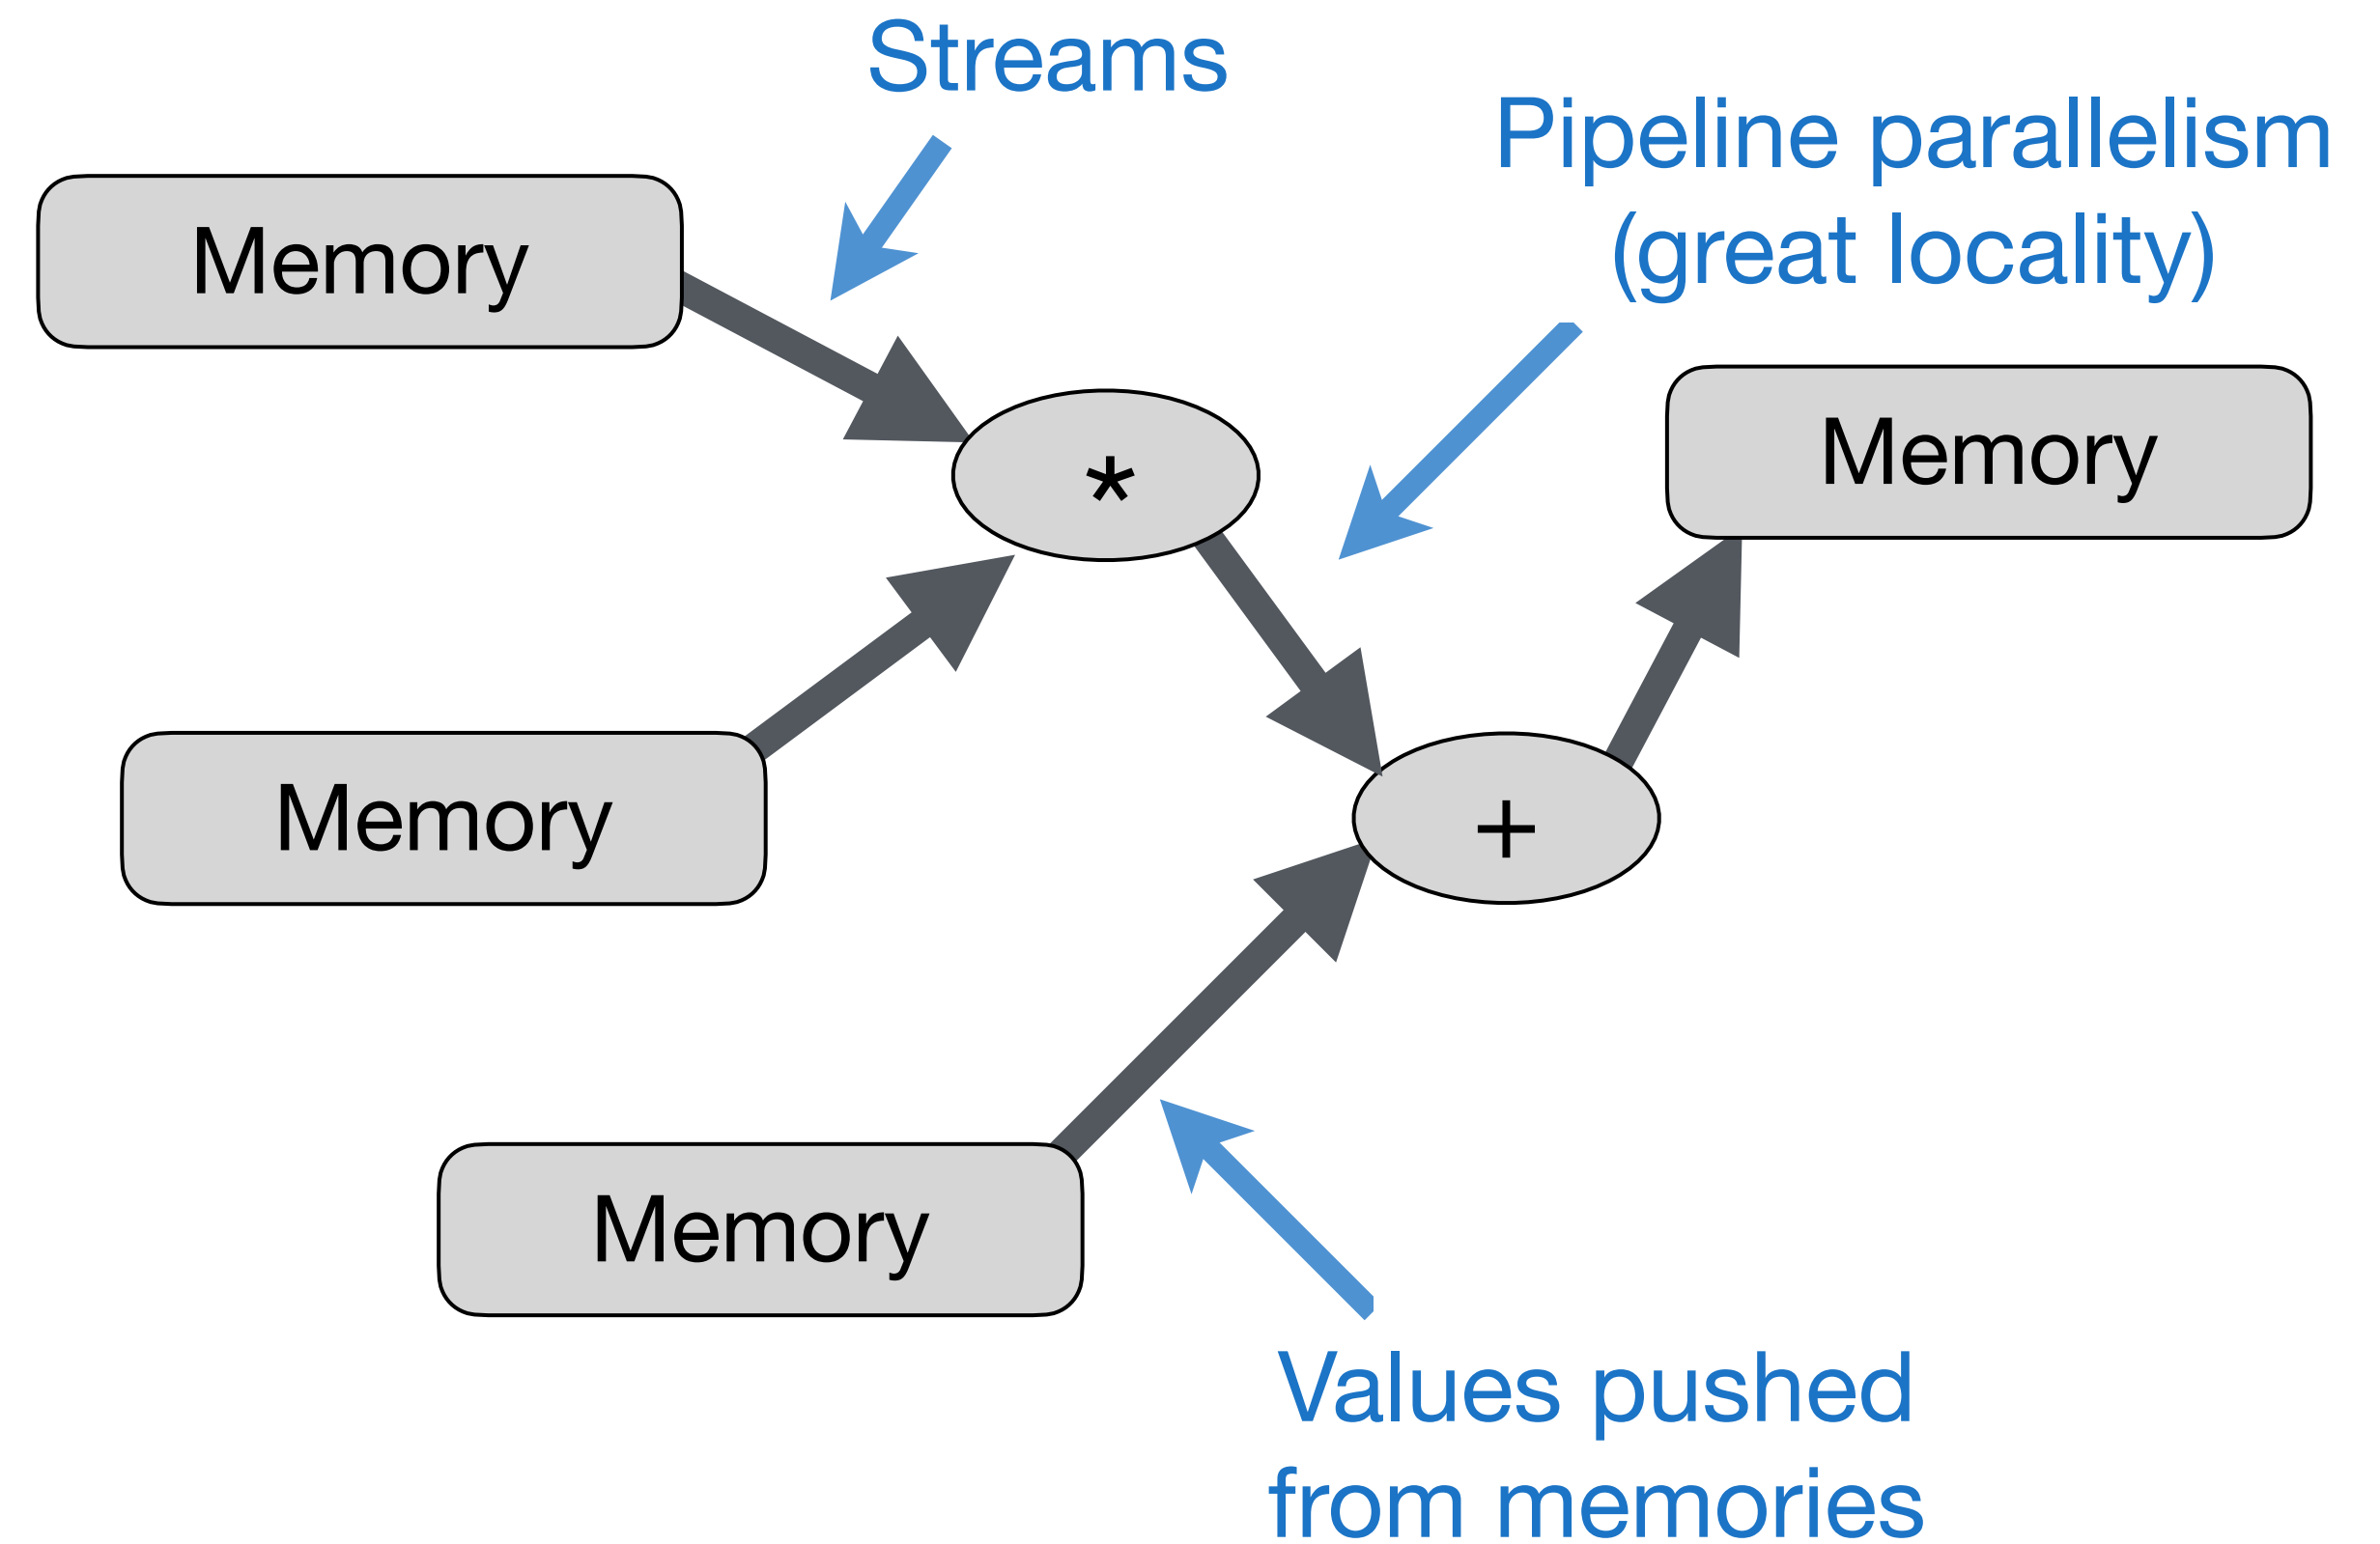 Streams
Pipeline parallelism
(great locality)
Memory
Memory
*
Memory
+
Memory
Values pushed
from memories